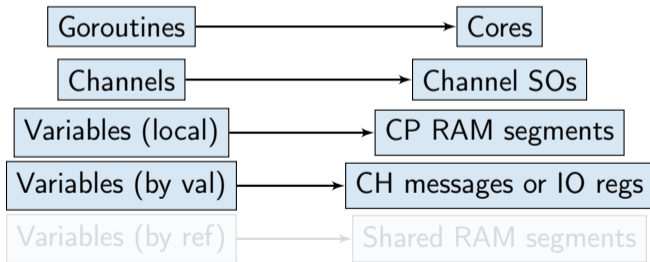 Goroutines Cores
Channels Channel SOs
Variables (local) CP RAM segments
Variables (by val) CH messages or IO regs
Variables (by ref) Shared RAM segments